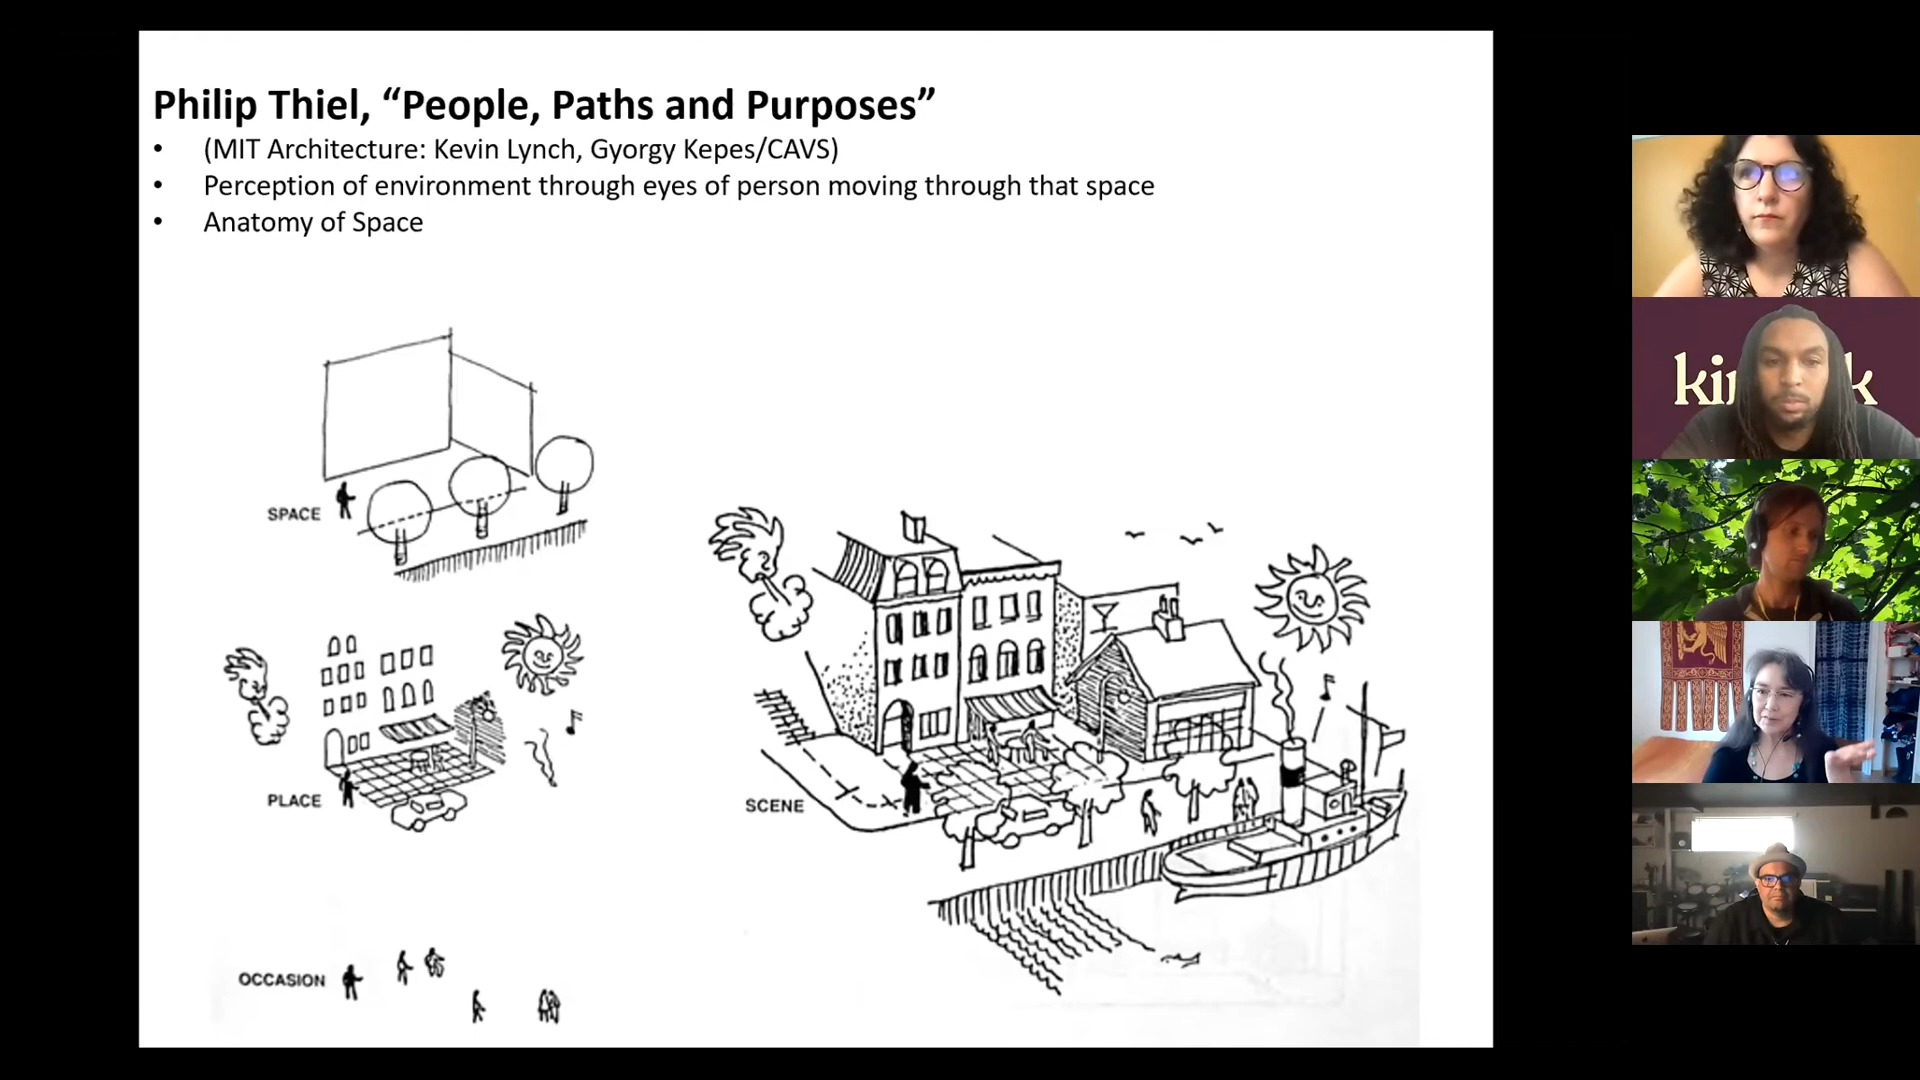 Philip Thiel, “People, Paths and Purposes”
• (MIT Architecture: Kevin Lynch, Gyorgy Kepes/CAVS)
• Perception of environment through eyes of person moving through that space
• Anatomy of Space
SPACE
PLACE
SCENE
OCCASION